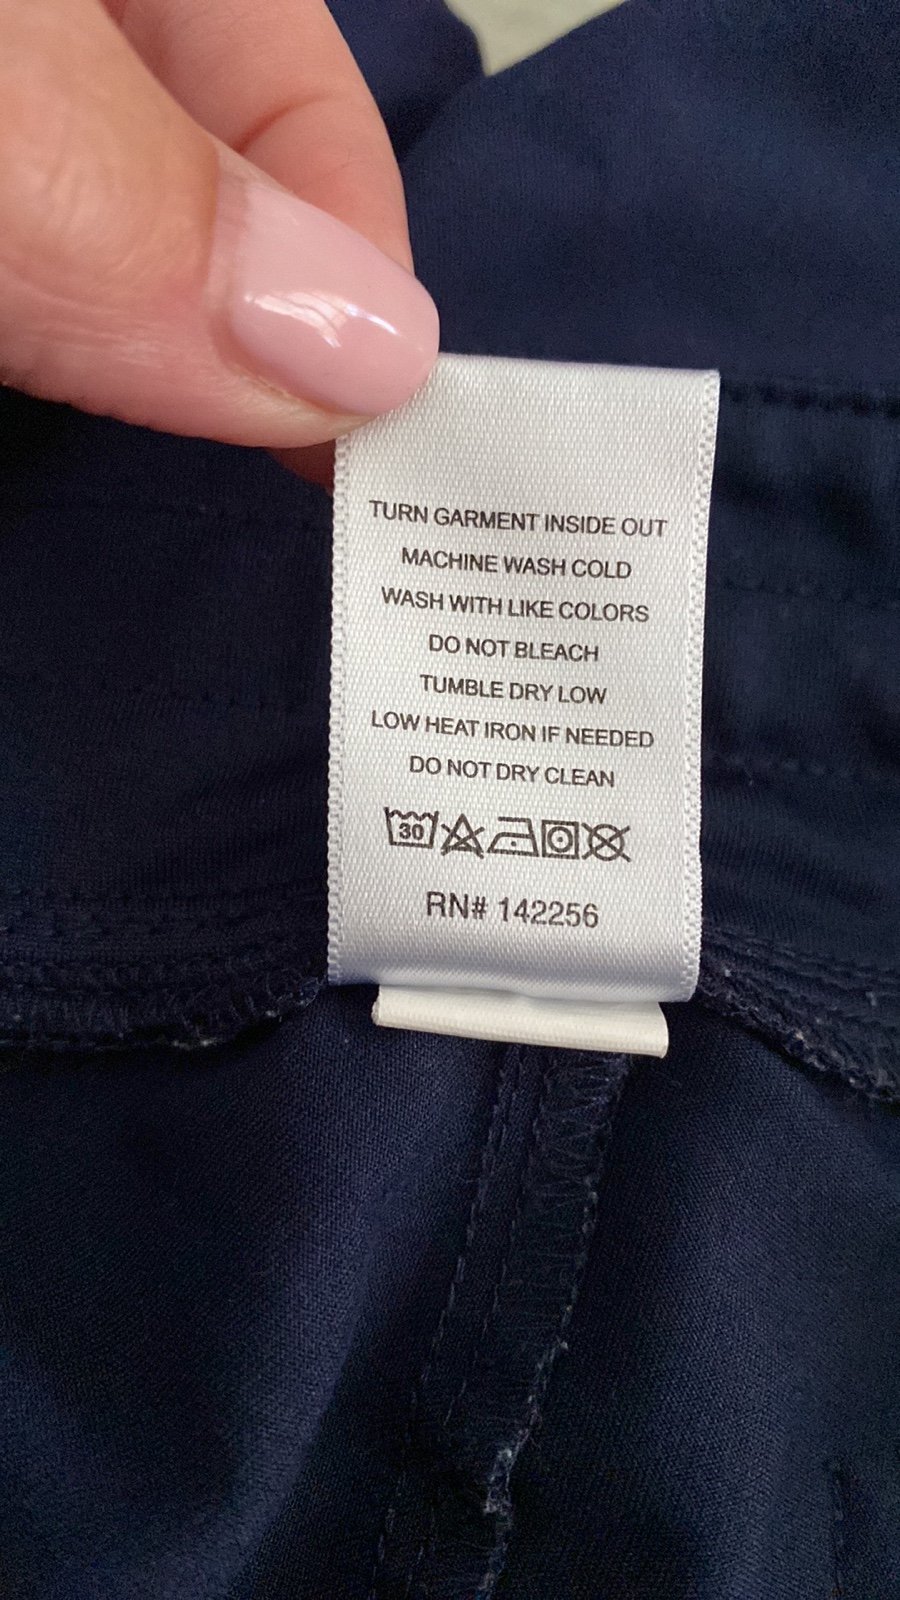 TURN GARMENT INSIDE OUT
MACHINE WASH COLD
WASH WITH LIKE COLORS
DO NOT BLEACH
TUMBLE DRY LOW
LOW HEAT IRON IF NEEDED
DO NOT DRY CLEAN
30
RN# 142256